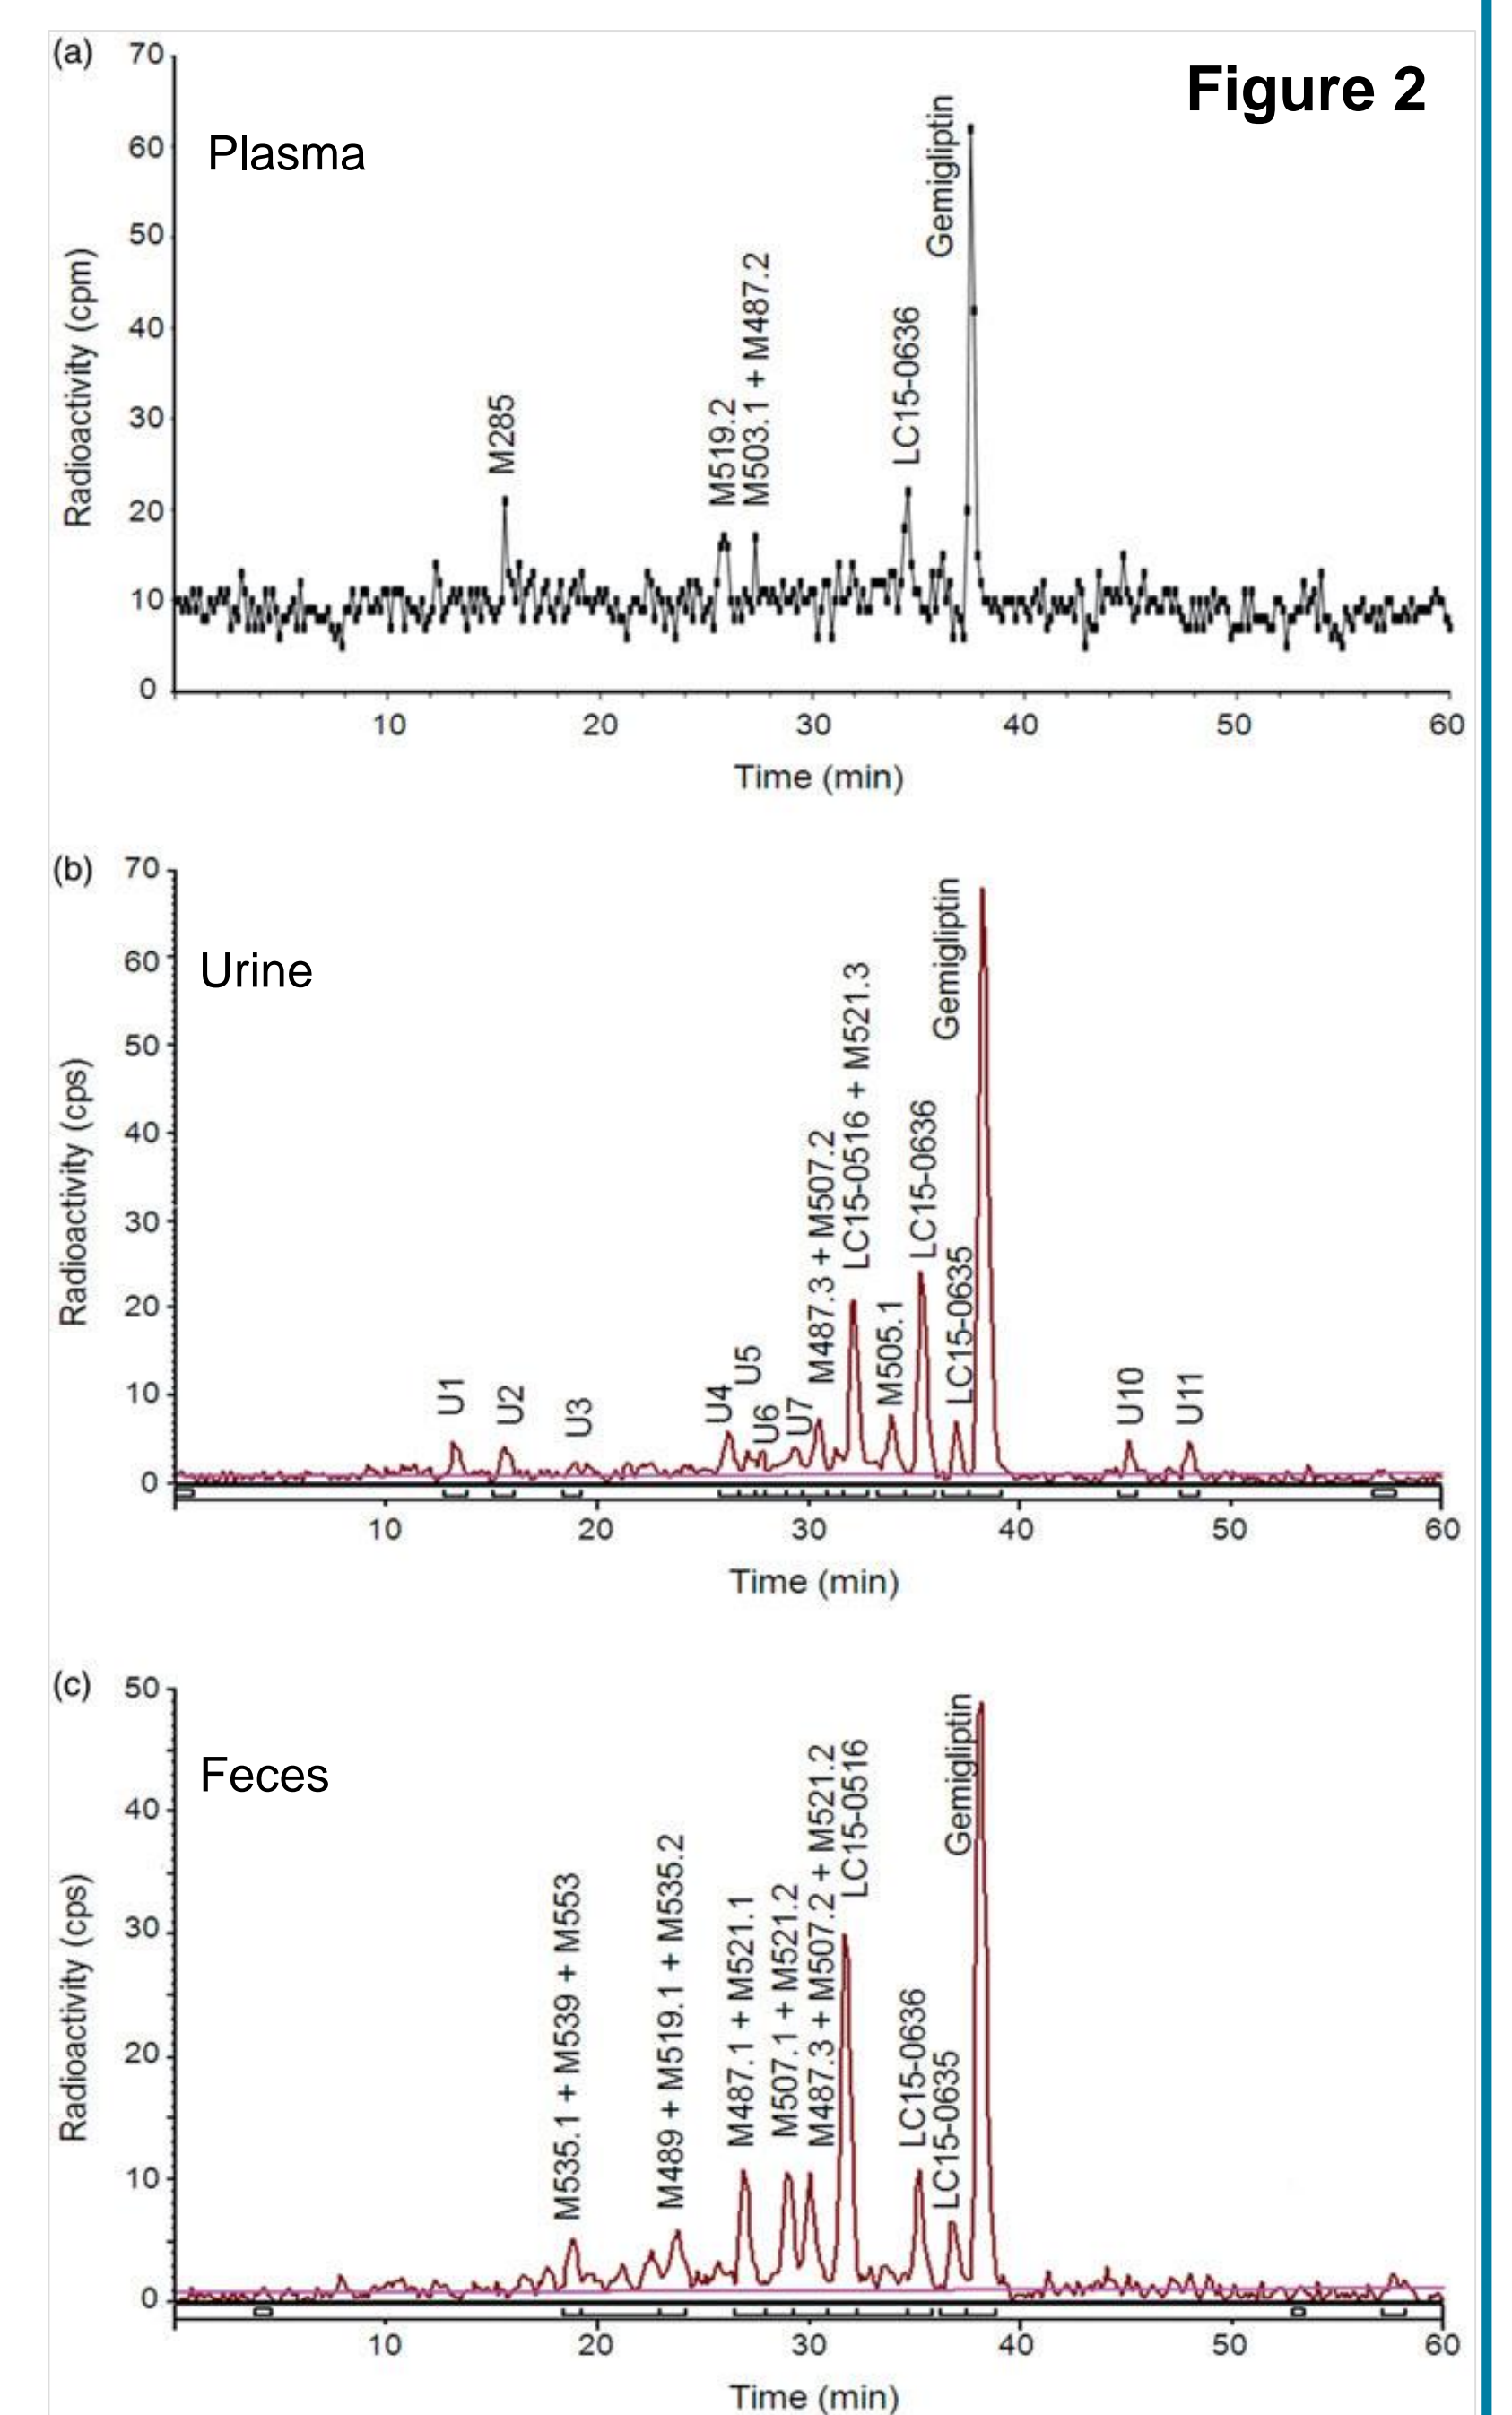 (a)
Figure 2
Plasma
Radioactivity (cpm)
70
60
50
40
30
20
10
0
M285
M519.2
M503.1 + M487.2
LC15-0636
Gemigliptin
10 20 30 40 50 60
Time (min)
(b)
Urine
Radioactivity (cps)
70
60
50
40
30
20
10
0
U1
U2
U3
U4
U5
U6
U7
M487.3 + M507.2
LC15-0516 + M521.3
M505.1
LC15-0636
LC15-0635
Gemigliptin
U10
U11
10 20 30 40 50 60
Time (min)
(c)
Feces
Radioactivity (cps)
50
40
30
20
10
0
M535.1 + M539 + M553
M489 + M519.1 + M535.2
M487.1 + M521.1
M507.1 + M521.2
M487.3 + M507.2 + M521.2
LC15-0516
LC15-0636
LC15-0635
Gemigliptin
10 20 30 40 50 60
Time (min)